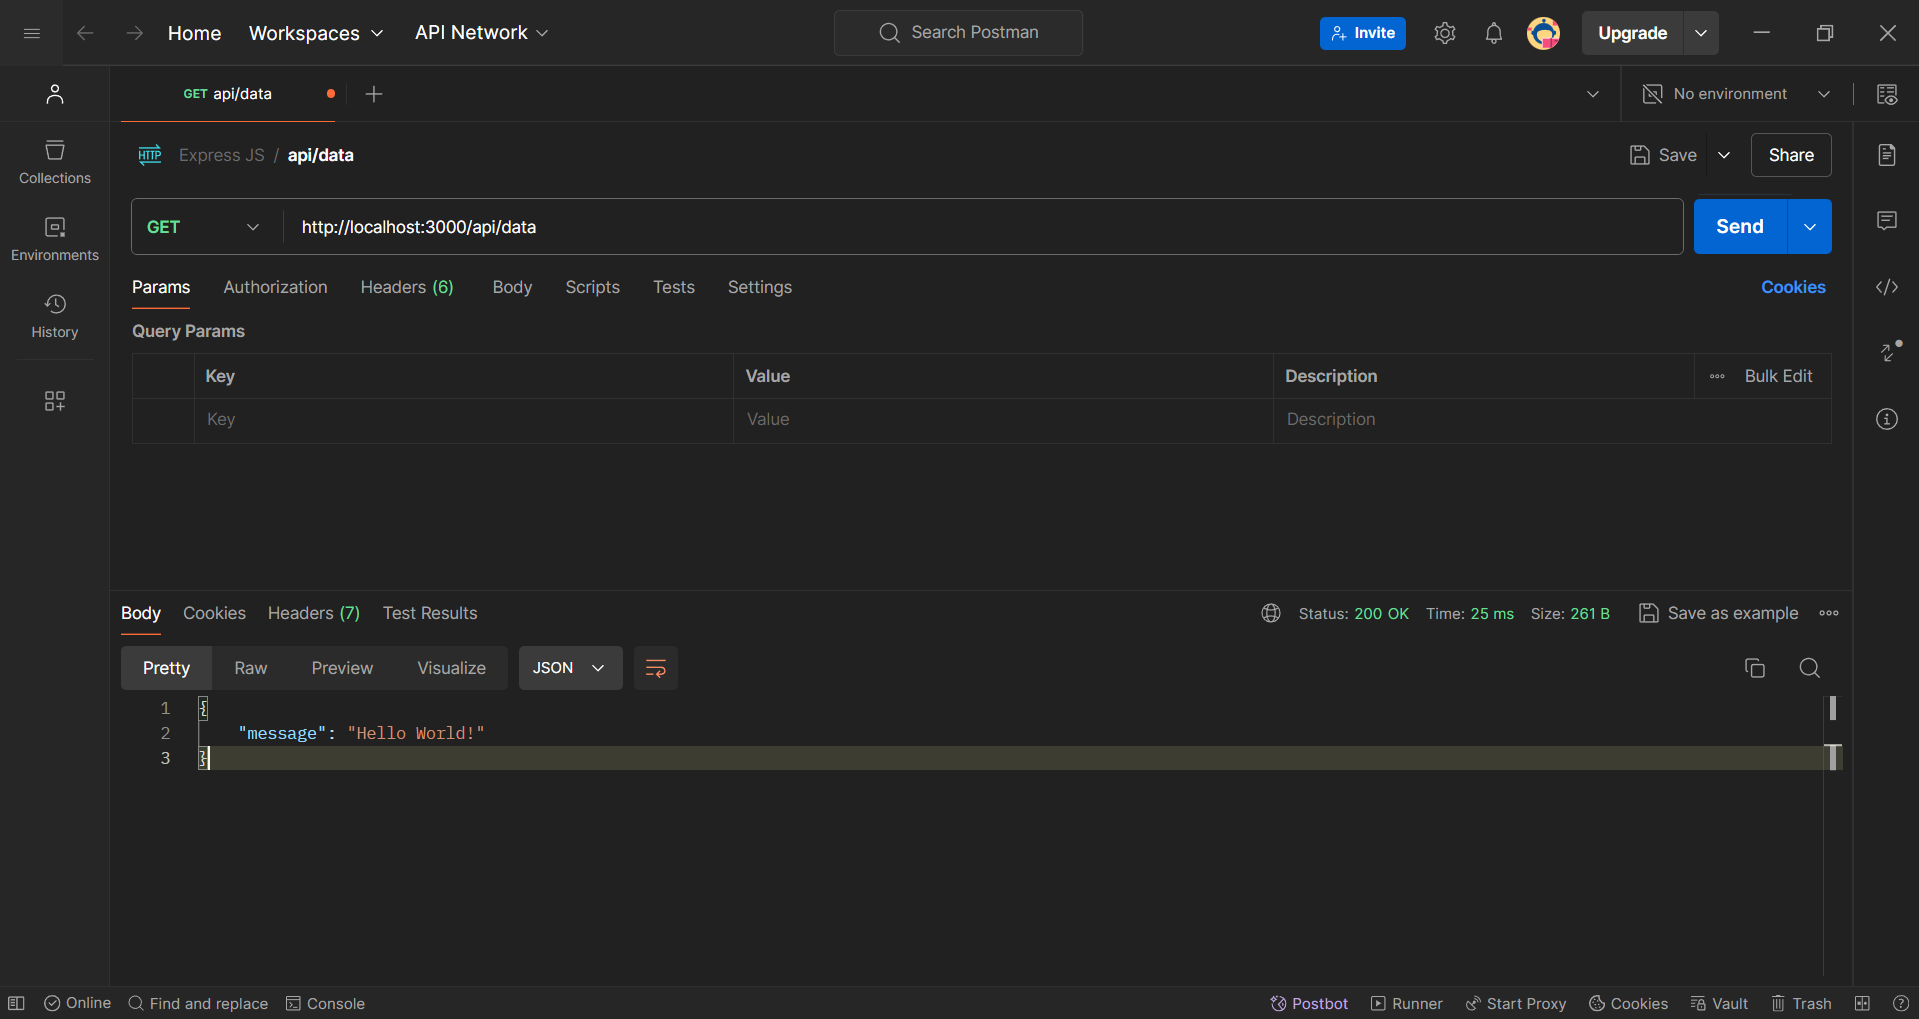 Home Workspaces API Network Search Postman Invite Upgrade
GET api/data No environment
Express JS / api/data Save Share
Collections
GET http://localhost:3000/api/data Send
Environments
Params Authorization Headers (6) Body Scripts Tests Settings Cookies
History
Query Params
Key Value Description Bulk Edit
Key Value Description
Body Cookies Headers (7) Test Results Status: 200 OK Time: 25 ms Size: 261 B Save as example
Pretty Raw Preview Visualize JSON
1 {
2 "message": "Hello World!"
3 }
Online Find and replace Console Postbot Runner Start Proxy Cookies Vault Trash